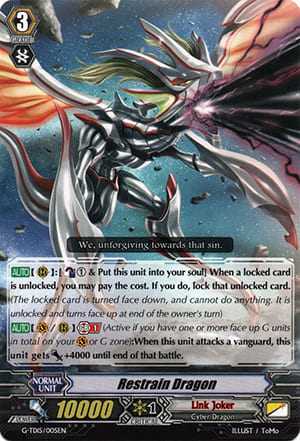 3
GRADE
We, unforgiving towards that sin.
AUTO : [ 1 & Put this unit into your soul] When a locked card
is unlocked, you may pay the cost. If you do, lock that unlocked card.
(The locked card is turned face down, and cannot do anything. It is
unlocked and turns face up at end of the owner's turn)
AUTO 1 (Active if you have one or more face up G units
in total on your or G zone):When this unit attacks a vanguard, this
unit gets +4000 until end of that battle.
NORMAL
UNIT
Restrain Dragon
POWER
10000
1
CRITICAL
Link Joker
Cyber Dragon
G-TD15/005EN
ILLUST / ToMo